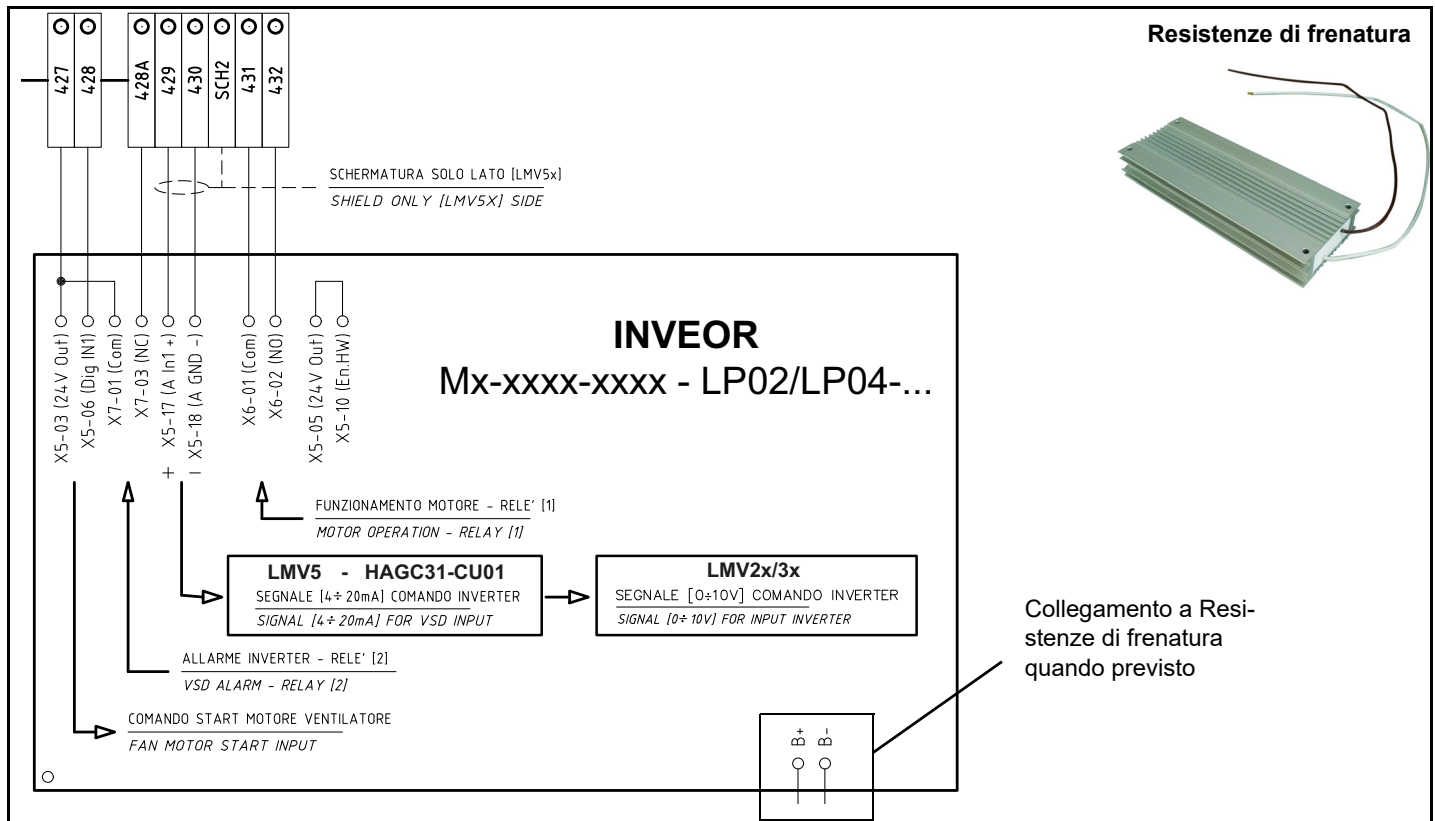 Resistenze di frenatura
427
428
428A
429
430
SCH2
431
432
SCHERMATURA SOLO LATO [LMV5x]
SHIELD ONLY [LMV5X] SIDE
INVEOR
Mx-xxxx-xxxx - LP02/LP04-...
X5-03 (24V Out)
X5-06 (Dig IN1)
X7-01 (Com)
X7-03 (NC)
+ X5-17 (A In1 +)
- X5-18 (A GND -)
X6-01 (Com)
X6-02 (NO)
X5-05 (24V Out)
X5-10 (En.HW)
FUNZIONAMENTO MOTORE - RELE' [1]
MOTOR OPERATION - RELAY [1]
LMV5 - HAGC31-CU01
SEGNALE [4÷20mA] COMANDO INVERTER
SIGNAL [4÷20mA] FOR VSD INPUT
LMV2x/3x
SEGNALE [0÷10V] COMANDO INVERTER
SIGNAL [0÷10V] FOR INPUT INVERTER
Collegamento a Resi-
stenze di frenatura
quando previsto
ALLARME INVERTER - RELE' [2]
VSD ALARM - RELAY [2]
COMANDO START MOTORE VENTILATORE
FAN MOTOR START INPUT
B+
B-